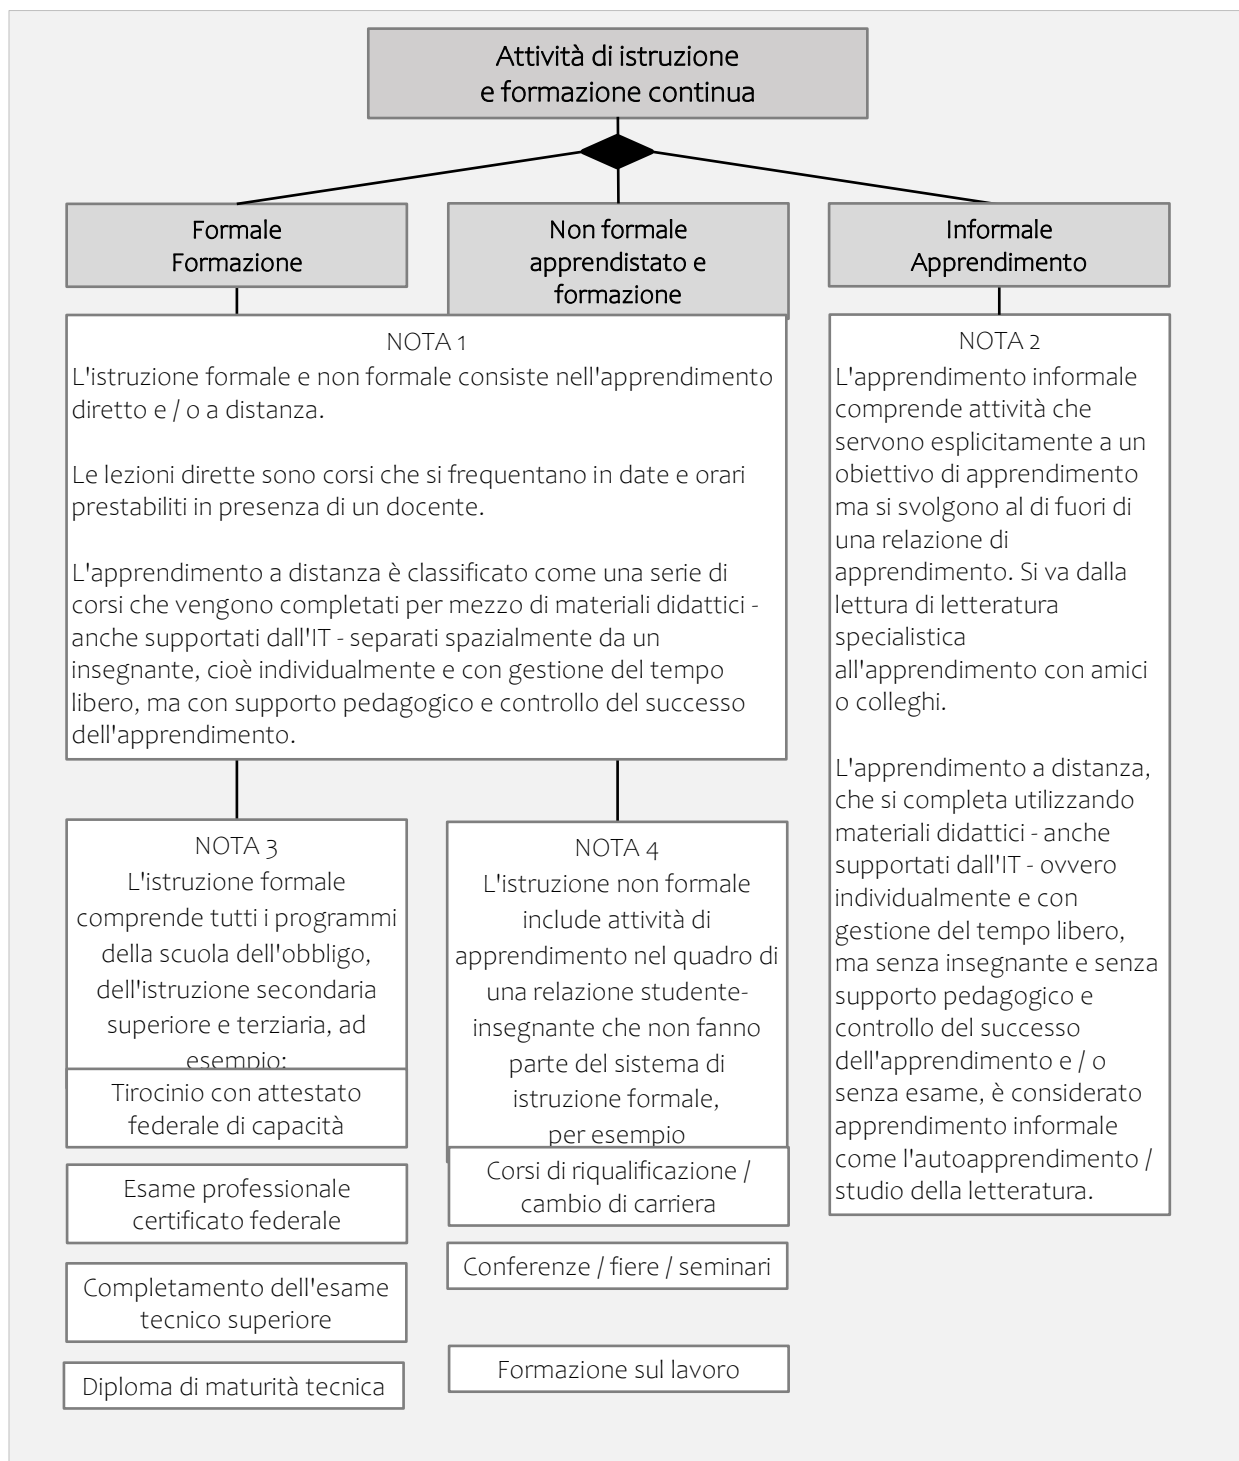 Attività di istruzione
e formazione continua
Formale
Formazione
Non formale
apprendistato e
formazione
Informale
Apprendimento
NOTA 1
L'istruzione formale e non formale consiste nell'apprendimento
diretto e / o a distanza.
Le lezioni dirette sono corsi che si frequentano in date e orari
prestabiliti in presenza di un docente.
L'apprendimento a distanza è classificato come una serie di
corsi che vengono completati per mezzo di materiali didattici -
anche supportati dall'IT - separati spazialmente da un
insegnante, cioè individualmente e con gestione del tempo
libero, ma con supporto pedagogico e controllo del successo
dell'apprendimento.
NOTA 2
L'apprendimento informale
comprende attività che
servono esplicitamente a un
obiettivo di apprendimento
ma si svolgono al di fuori di
una relazione di
apprendimento. Si va dalla
lettura di letteratura
specialistica
all'apprendimento con amici
o colleghi.
L'apprendimento a distanza,
che si completa utilizzando
materiali didattici - anche
supportati dall'IT - ovvero
individualmente e con
gestione del tempo libero,
ma senza insegnante e senza
supporto pedagogico e
controllo del successo
dell'apprendimento e / o
senza esame, è considerato
apprendimento informale
come l'autoapprendimento /
studio della letteratura.
NOTA 3
L'istruzione formale
comprende tutti i programmi
della scuola dell'obbligo,
dell'istruzione secondaria
superiore e terziaria, ad
esempio:
Tirocinio con attestato
federale di capacità
Esame professionale
certificato federale
Completamento dell'esame
tecnico superiore
Diploma di maturità tecnica
NOTA 4
L'istruzione non formale
include attività di
apprendimento nel quadro di
una relazione studente-
insegnante che non fanno
parte del sistema di
istruzione formale,
per esempio
Corsi di riqualificazione /
cambio di carriera
Conferenze / fiere / seminari
Formazione sul lavoro